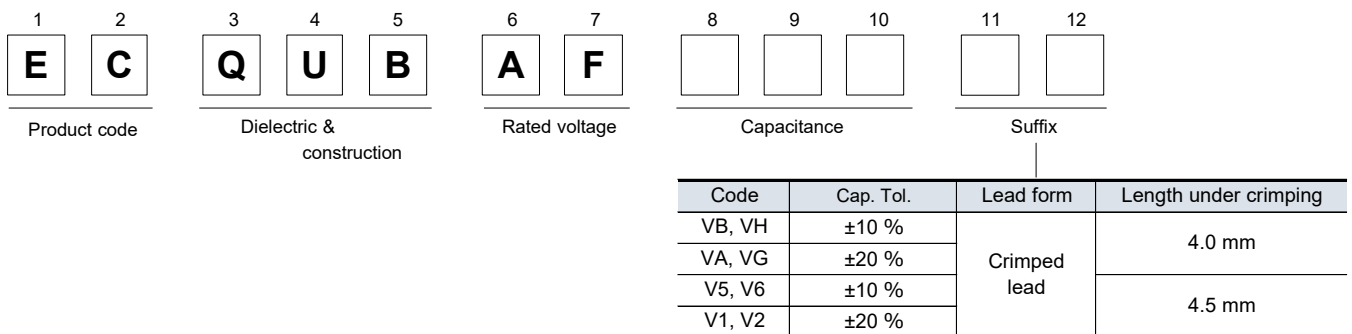 1 2 3 4 5 6 7 8 9 10 11 12
E C Q U B A F
Product code Dielectric & Rated voltage Capacitance Suffix
construction
Code Cap. Tol. Lead form Length under crimping
VB, VH ±10 % Crimped lead 4.0 mm
VA, VG ±20 %
V5, V6 ±10 % 4.5 mm
V1, V2 ±20 %